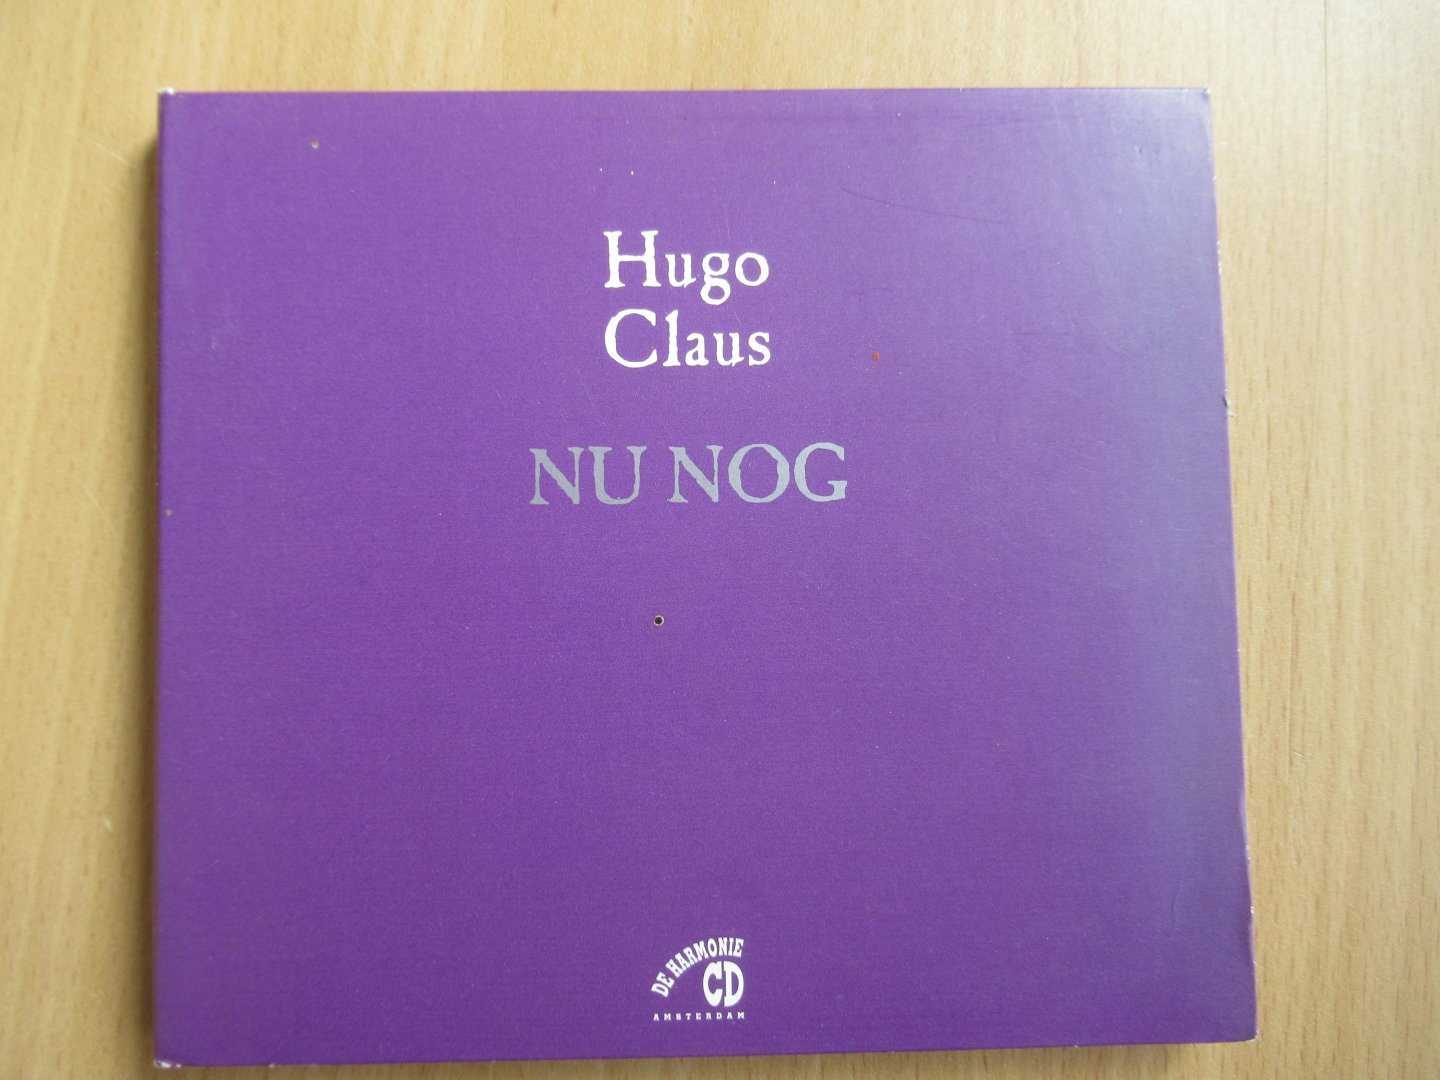 Hugo
Claus
NU NOG
DE HARMONIE
CD
AMSTERDAM